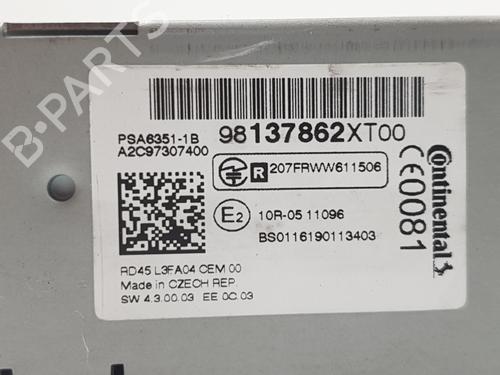 B-PARTS
PSA6351-1B
A2C97307400
98137862XT00
R 207FRWW611506
E2 10R-05 11096
BS0116190113403
RD45 L3FA04 CEM 00
Made in CZECH REP
SW 4.3.00.03 EE 0C.03
CE0081
Continental